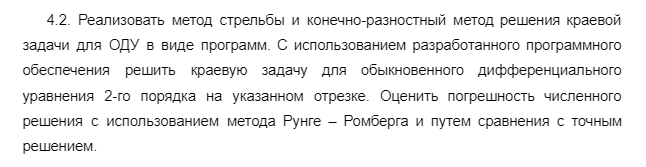 4.2. Реализовать метод стрельбы и конечно-разностный метод решения краевой
задачи для ОДУ в виде программ. С использованием разработанного программного
обеспечения решить краевую задачу для обыкновенного дифференциального
уравнения 2-го порядка на указанном отрезке. Оценить погрешность численного
решения с использованием метода Рунге – Ромберга и путем сравнения с точным
решением.